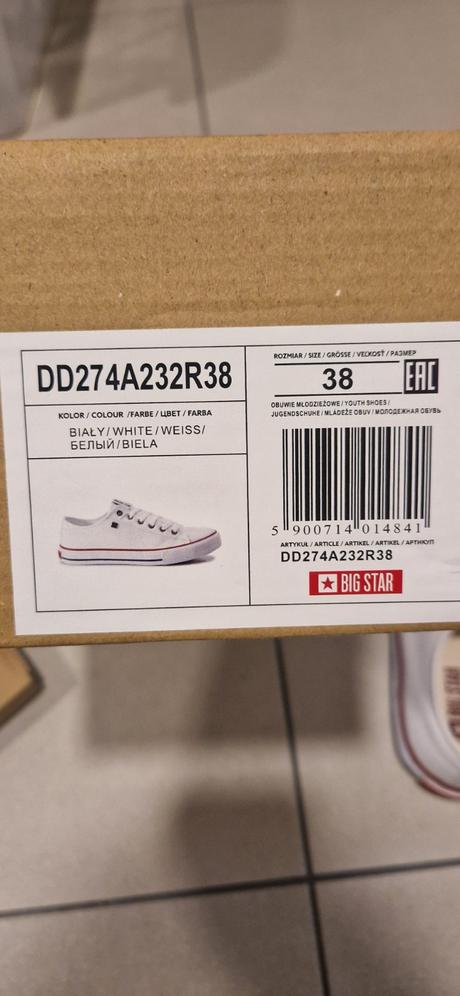 DD274A232R38
KOLOR / COLOUR /FARBE / ЦВЕТ / FARBA
BIAŁY/WHITE/WEISS/
БЕЛЫЙ/BIELA
ROZMIAR / SIZE / GRÖSSE / VEĽKOSŤ / РАЗМЕР
38
EAC
OBUWIE MŁODZIEŻOWE / YOUTH SHOES /
JUGENDSCHUHE / MLÁDEŽE OBUV / МОЛОДЕЖНАЯ ОБУВЬ
5 900714 014841
ARTYKUŁ / ARTICLE / ARTIKEL / ARTIKEL / АРТИКУЛ
DD274A232R38
BIG STAR